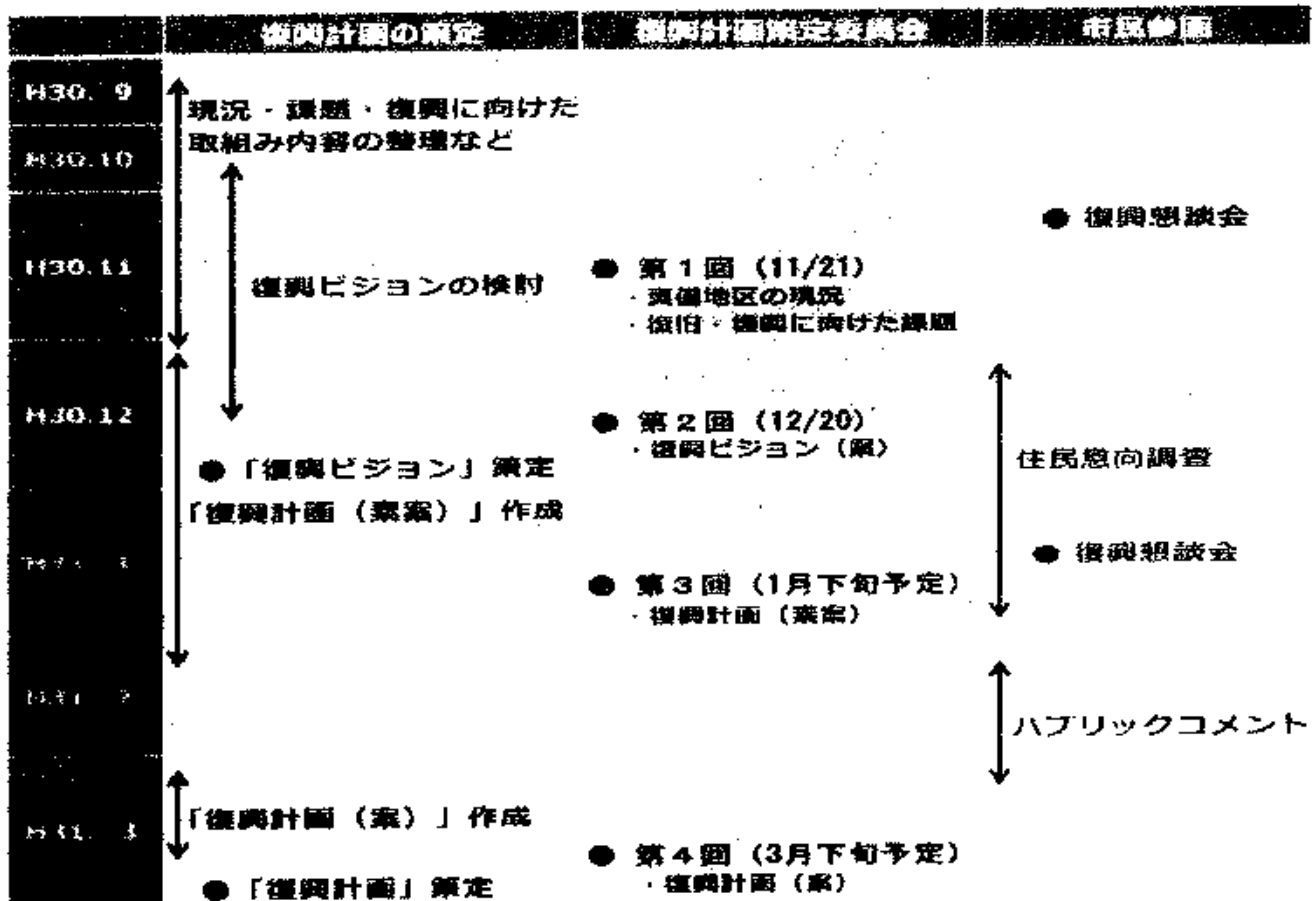 復興計画の策定 復興計画策定委員会 市民参画
H30. 9
現況・課題・復興に向けた
取組み内容の整理など
H30.10
● 復興懇談会
H30.11
復興ビジョンの検討
● 第1回 (11/21)
・真備地区の現況
・復旧・復興に向けた課題
H30.12
● 第2回 (12/20)
・復興ビジョン (案)
●「復興ビジョン」策定
住民意向調査
「復興計画 (素案) 」作成
● 復興懇談会
● 第3回 (1月下旬予定)
・復興計画 (素案)
パブリックコメント
「復興計画 (案) 」作成
H31. 3
● 第4回 (3月下旬予定)
・復興計画 (案)
●「復興計画」策定